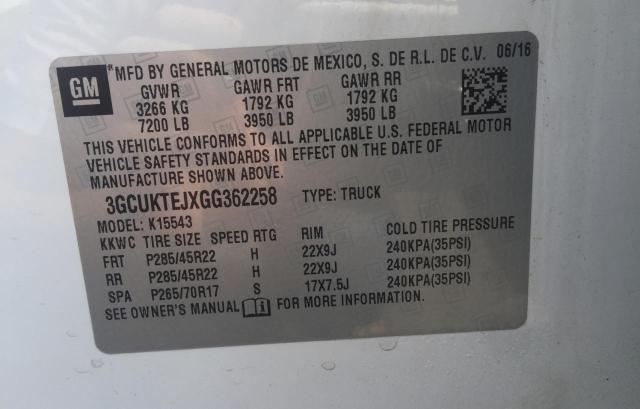 GM *MFD BY GENERAL MOTORS DE MEXICO, S. DE R.L. DE C.V. 06/16
GVWR GAWR FRT GAWR RR
3266 KG 1792 KG 1792 KG
7200 LB 3950 LB 3950 LB
THIS VEHICLE CONFORMS TO ALL APPLICABLE U.S. FEDERAL MOTOR
VEHICLE SAFETY STANDARDS IN EFFECT ON THE DATE OF
MANUFACTURE SHOWN ABOVE.
3GCUKTEJXGG362258 TYPE: TRUCK
MODEL: K15543
KKWC TIRE SIZE SPEED RTG RIM COLD TIRE PRESSURE
FRT P285/45R22 H 22X9J 240KPA(35PSI)
RR P285/45R22 H 22X9J 240KPA(35PSI)
SPA P265/70R17 S 17X7.5J 240KPA(35PSI)
SEE OWNER'S MANUAL FOR MORE INFORMATION.